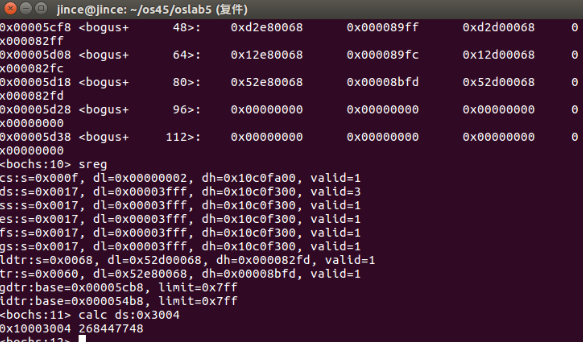 jince@jince: ~/os45/oslab5 (复件)
0x00005cf8 <bogus+      48>:    0xd2e80068      0x000089ff      0xd2d00068      0
x000082ff
0x00005d08 <bogus+      64>:    0x12e80068      0x000089fc      0x12d00068      0
x000082fc
0x00005d18 <bogus+      80>:    0x52e80068      0x00008bfd      0x52d00068      0
x000082fd
0x00005d28 <bogus+      96>:    0x00000000      0x00000000      0x00000000      0
x00000000
0x00005d38 <bogus+     112>:    0x00000000      0x00000000      0x00000000      0
x00000000
<bochs:10> sreg
cs:s=0x000f, dl=0x00000002, dh=0x10c0fa00, valid=1
ds:s=0x0017, dl=0x00003fff, dh=0x10c0f300, valid=3
ss:s=0x0017, dl=0x00003fff, dh=0x10c0f300, valid=1
es:s=0x0017, dl=0x00003fff, dh=0x10c0f300, valid=1
fs:s=0x0017, dl=0x00003fff, dh=0x10c0f300, valid=1
gs:s=0x0017, dl=0x00003fff, dh=0x10c0f300, valid=1
ldtr:s=0x0068, dl=0x52d00068, dh=0x000082fd, valid=1
tr:s=0x0060, dl=0x52e80068, dh=0x00008bfd, valid=1
gdtr:base=0x00005cb8, limit=0x7ff
idtr:base=0x000054b8, limit=0x7ff
<bochs:11> calc ds:0x3004
0x10003004 268447748
<bochs:12>